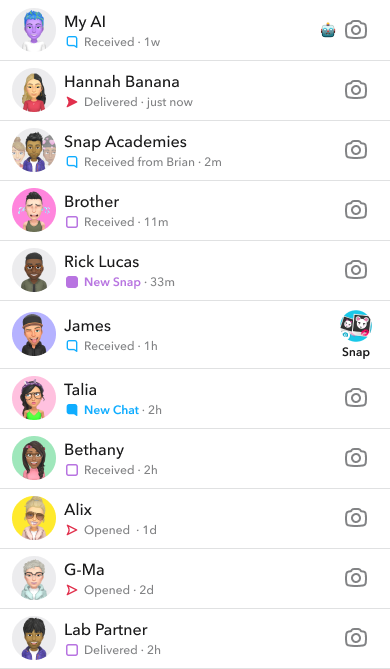 My AI
Received · 1w
Hannah Banana
Delivered · just now
Snap Academies
Received from Brian · 2m
Brother
Received · 11m
Rick Lucas
New Snap · 33m
James
Received · 1h
Snap
Talia
New Chat · 2h
Bethany
Received · 2h
Alix
Opened · 1d
G-Ma
Opened · 2d
Lab Partner
Delivered · 2h